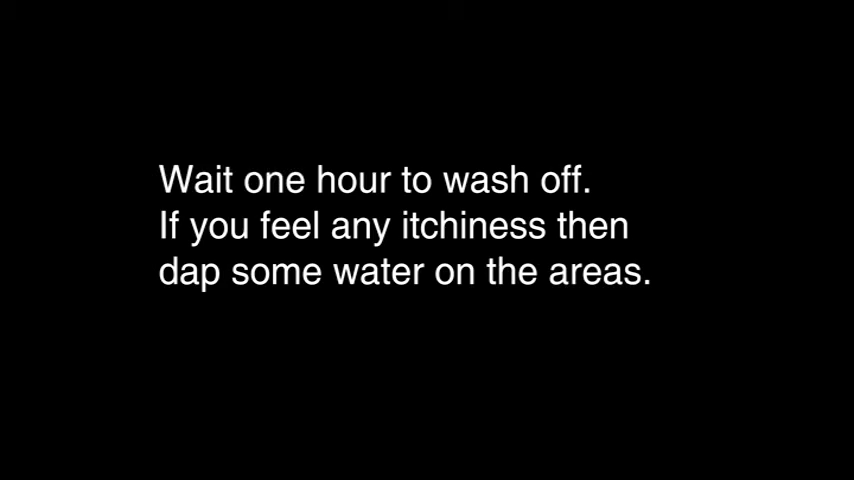 Wait one hour to wash off.
If you feel any itchiness then
dap some water on the areas.